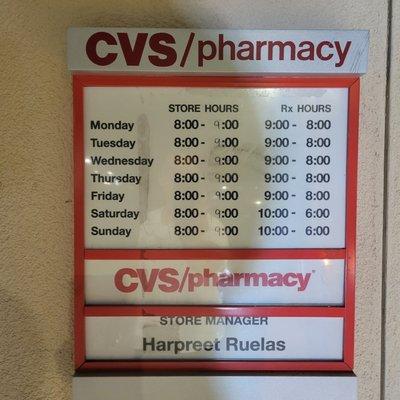 CVS/pharmacy
STORE HOURS Rx HOURS
Monday 8:00 - 9:00 9:00 - 8:00
Tuesday 8:00 - 9:00 9:00 - 8:00
Wednesday 8:00 - 9:00 9:00 - 8:00
Thursday 8:00 - 9:00 9:00 - 8:00
Friday 8:00 - 9:00 9:00 - 8:00
Saturday 8:00 - 9:00 10:00 - 6:00
Sunday 8:00 - 9:00 10:00 - 6:00
CVS/pharmacy®
STORE MANAGER
Harpreet Ruelas